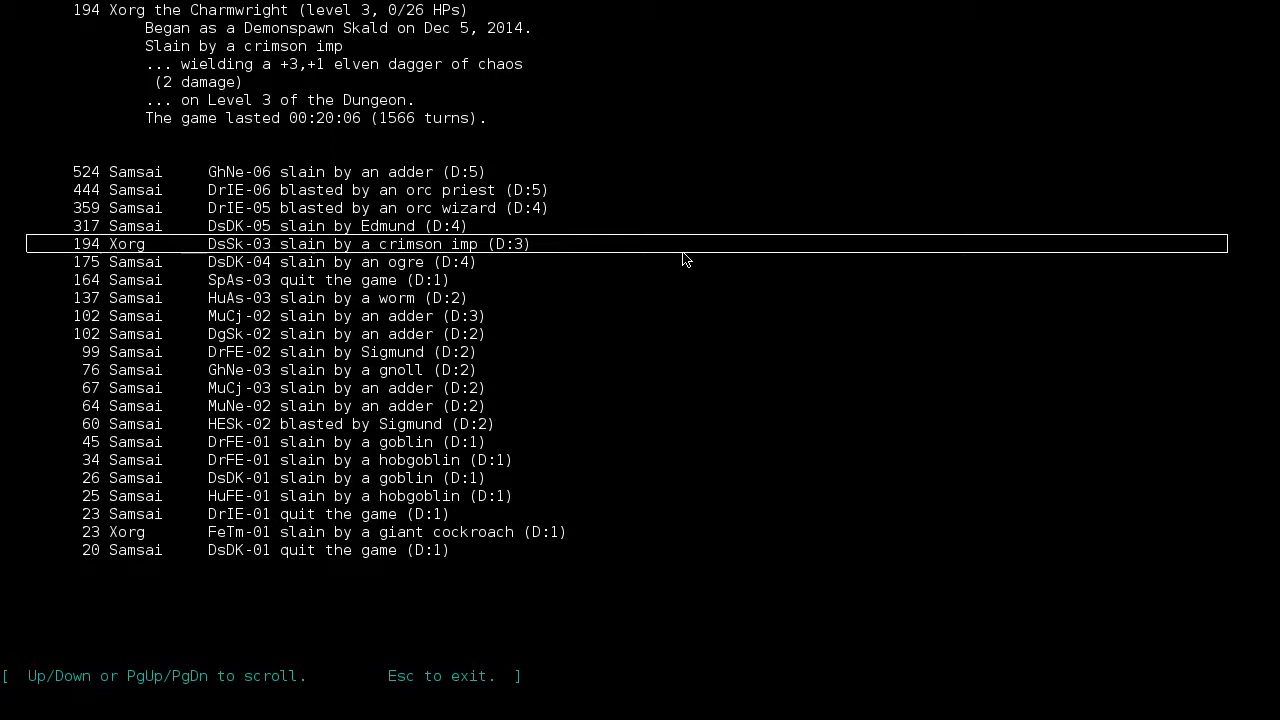 194 Xorg the Charmwright (level 3, 0/26 HPs)
Began as a Demonspawn Skald on Dec 5, 2014.
Slain by a crimson imp
... wielding a +3,+1 elven dagger of chaos
(2 damage)
... on Level 3 of the Dungeon.
The game lasted 00:20:06 (1566 turns).
524 Samsai GhNe-06 slain by an adder (D:5)
444 Samsai DrIE-06 blasted by an orc priest (D:5)
359 Samsai DrIE-05 blasted by an orc wizard (D:4)
317 Samsai DsDK-05 slain by Edmund (D:4)
194 Xorg DsSk-03 slain by a crimson imp (D:3)
175 Samsai DsDK-04 slain by an ogre (D:4)
164 Samsai SpAs-03 quit the game (D:1)
137 Samsai HuAs-03 slain by a worm (D:2)
102 Samsai MuCj-02 slain by an adder (D:3)
102 Samsai DgSk-02 slain by an adder (D:2)
99 Samsai DrFE-02 slain by Sigmund (D:2)
76 Samsai GhNe-03 slain by a gnoll (D:2)
67 Samsai MuCj-03 slain by an adder (D:2)
64 Samsai MuNe-02 slain by an adder (D:2)
60 Samsai HESk-02 blasted by Sigmund (D:2)
45 Samsai DrFE-01 slain by a goblin (D:1)
34 Samsai DrFE-01 slain by a hobgoblin (D:1)
26 Samsai DsDK-01 slain by a goblin (D:1)
25 Samsai HuFE-01 slain by a hobgoblin (D:1)
23 Samsai DrIE-01 quit the game (D:1)
23 Xorg FeTm-01 slain by a giant cockroach (D:1)
20 Samsai DsDK-01 quit the game (D:1)
[ Up/Down or PgUp/PgDn to scroll. Esc to exit. ]